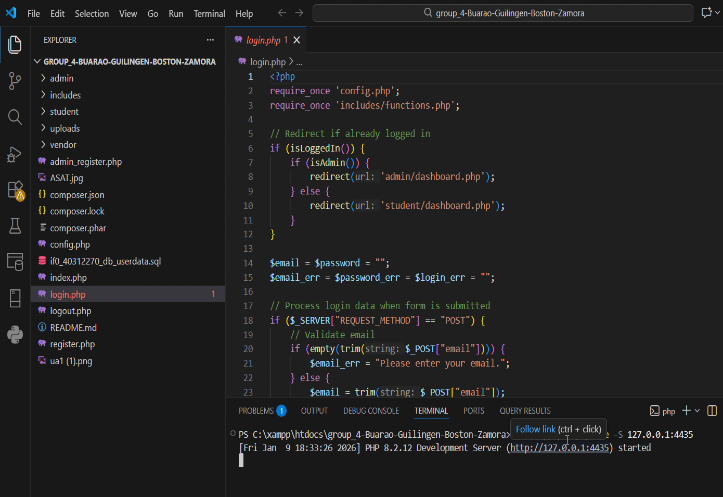 File Edit Selection View Go Run Terminal Help
group_4-Buarao-Guilingen-Boston-Zamora
EXPLORER
GROUP_4-BUARAO-GUILINGEN-BOSTON-ZAMORA
admin
includes
student
uploads
vendor
admin_register.php
ASAT.jpg
composer.json
composer.lock
composer.phar
config.php
if0_40312270_db_userdata.sql
index.php
login.php 1
logout.php
README.md
register.php
ua1 (1).png
login.php 1
login.php > ...
1 <?php
2 require_once 'config.php';
3 require_once 'includes/functions.php';
4
5 // Redirect if already logged in
6 if (isLoggedIn()) {
7 if (isAdmin()) {
8 redirect(url: 'admin/dashboard.php');
9 } else {
10 redirect(url: 'student/dashboard.php');
11 }
12 }
13
14 $email = $password = "";
15 $email_err = $password_err = $login_err = "";
16
17 // Process login data when form is submitted
18 if ($_SERVER["REQUEST_METHOD"] == "POST") {
19 // Validate email
20 if (empty(trim(string: $_POST["email"]))) {
21 $email_err = "Please enter your email.";
22 } else {
23 $email = trim(string: $_POST["email"]);
PROBLEMS 1 OUTPUT DEBUG CONSOLE TERMINAL PORTS QUERY RESULTS
php
Follow link (ctrl + click)
PS C:\xampp\htdocs\group_4-Buarao-Guilingen-Boston-Zamora> -S 127.0.0.1:4435
[Fri Jan 9 18:33:26 2026] PHP 8.2.12 Development Server (http://127.0.0.1:4435) started